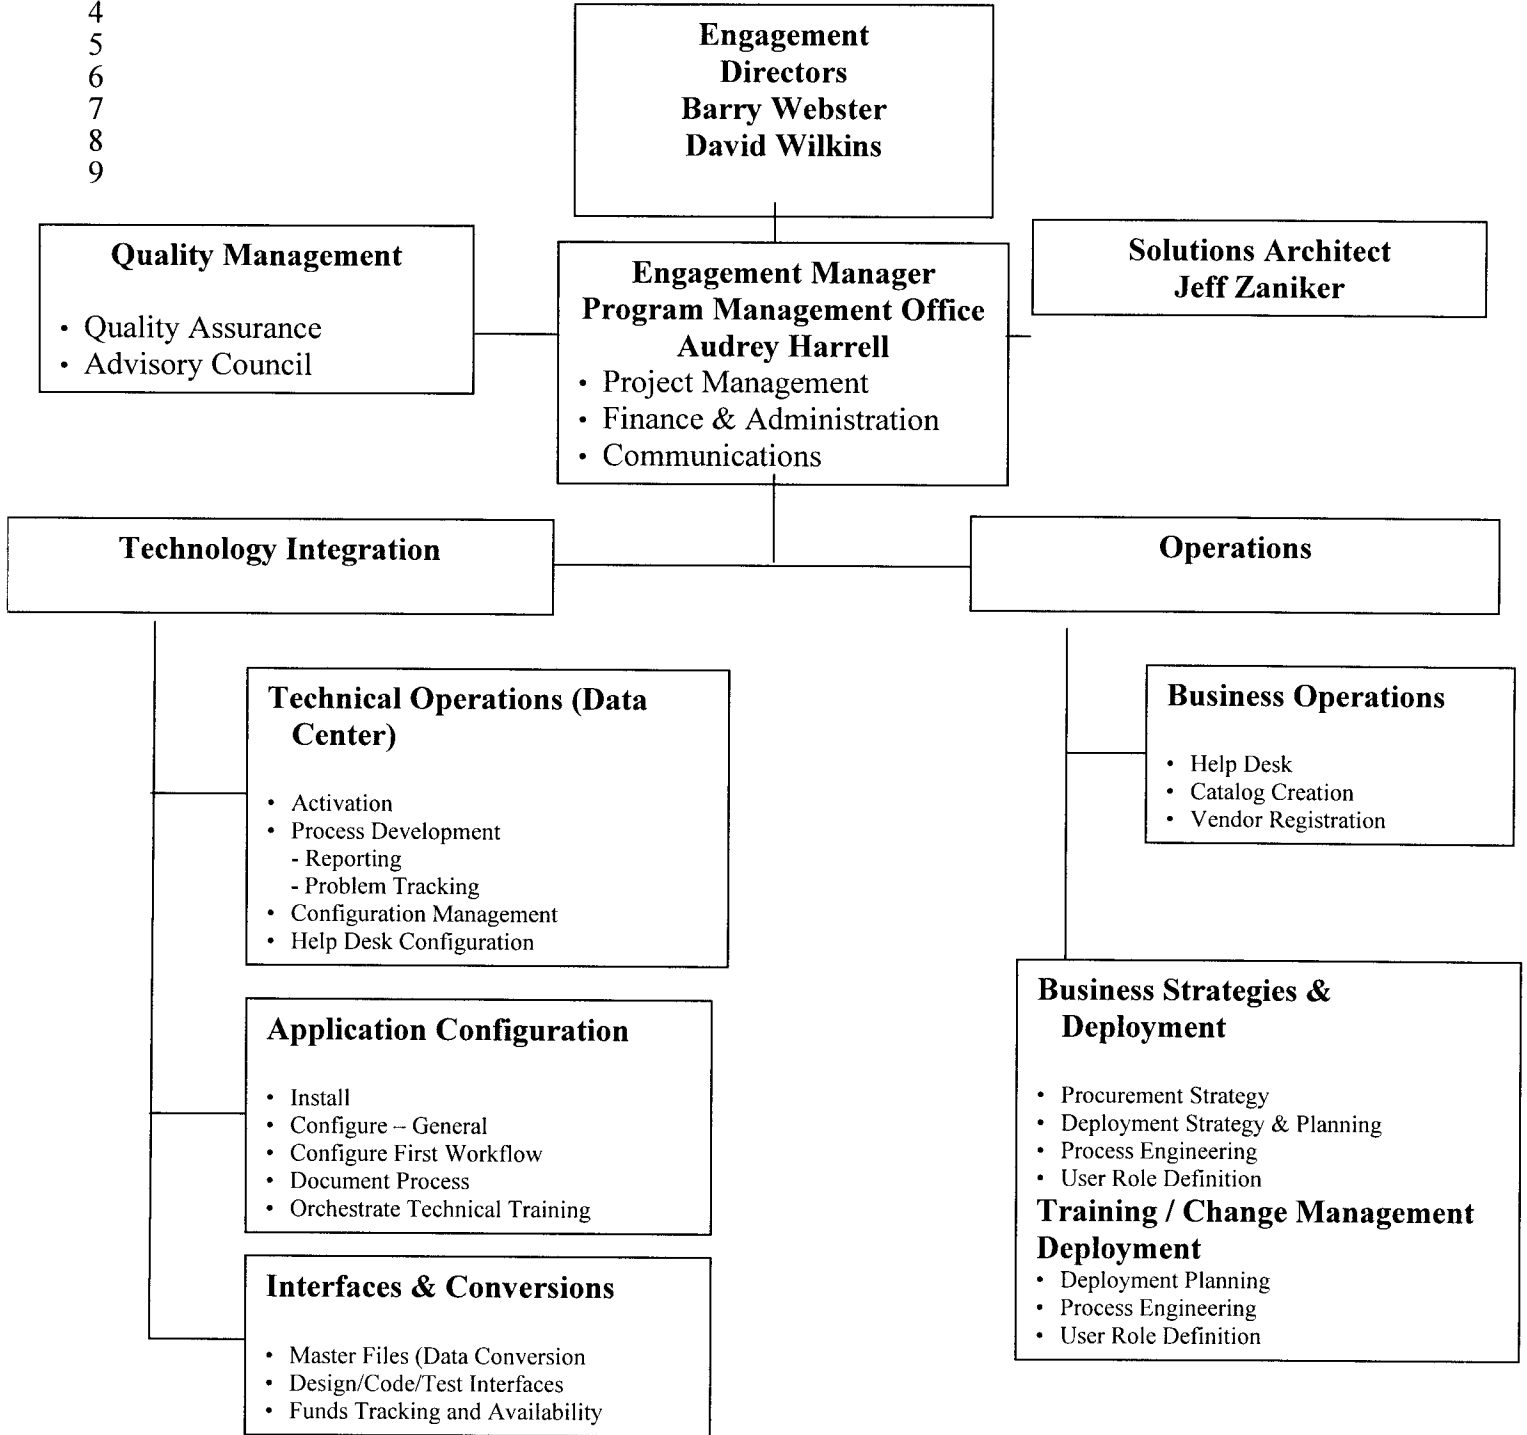 4
5
6
7
8
9
Engagement
Directors
Barry Webster
David Wilkins
Quality Management
• Quality Assurance
• Advisory Council
Engagement Manager
Program Management Office
Audrey Harrell
• Project Management
• Finance & Administration
• Communications
Solutions Architect
Jeff Zaniker
Technology Integration
Operations
Technical Operations (Data
Center)
• Activation
• Process Development
- Reporting
- Problem Tracking
• Configuration Management
• Help Desk Configuration
Application Configuration
• Install
• Configure – General
• Configure First Workflow
• Document Process
• Orchestrate Technical Training
Interfaces & Conversions
• Master Files (Data Conversion
• Design/Code/Test Interfaces
• Funds Tracking and Availability
Business Operations
• Help Desk
• Catalog Creation
• Vendor Registration
Business Strategies &
Deployment
• Procurement Strategy
• Deployment Strategy & Planning
• Process Engineering
• User Role Definition
Training / Change Management
Deployment
• Deployment Planning
• Process Engineering
• User Role Definition